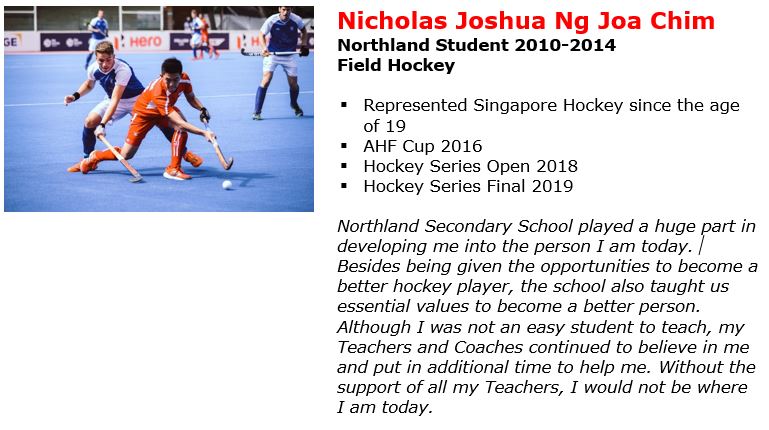 GE
Hero
Nicholas Joshua Ng Joa Chim
Northland Student 2010-2014
Field Hockey
▪ Represented Singapore Hockey since the age
of 19
▪ AHF Cup 2016
▪ Hockey Series Open 2018
▪ Hockey Series Final 2019
Northland Secondary School played a huge part in
developing me into the person I am today.
Besides being given the opportunities to become a
better hockey player, the school also taught us
essential values to become a better person.
Although I was not an easy student to teach, my
Teachers and Coaches continued to believe in me
and put in additional time to help me. Without the
support of all my Teachers, I would not be where
I am today.